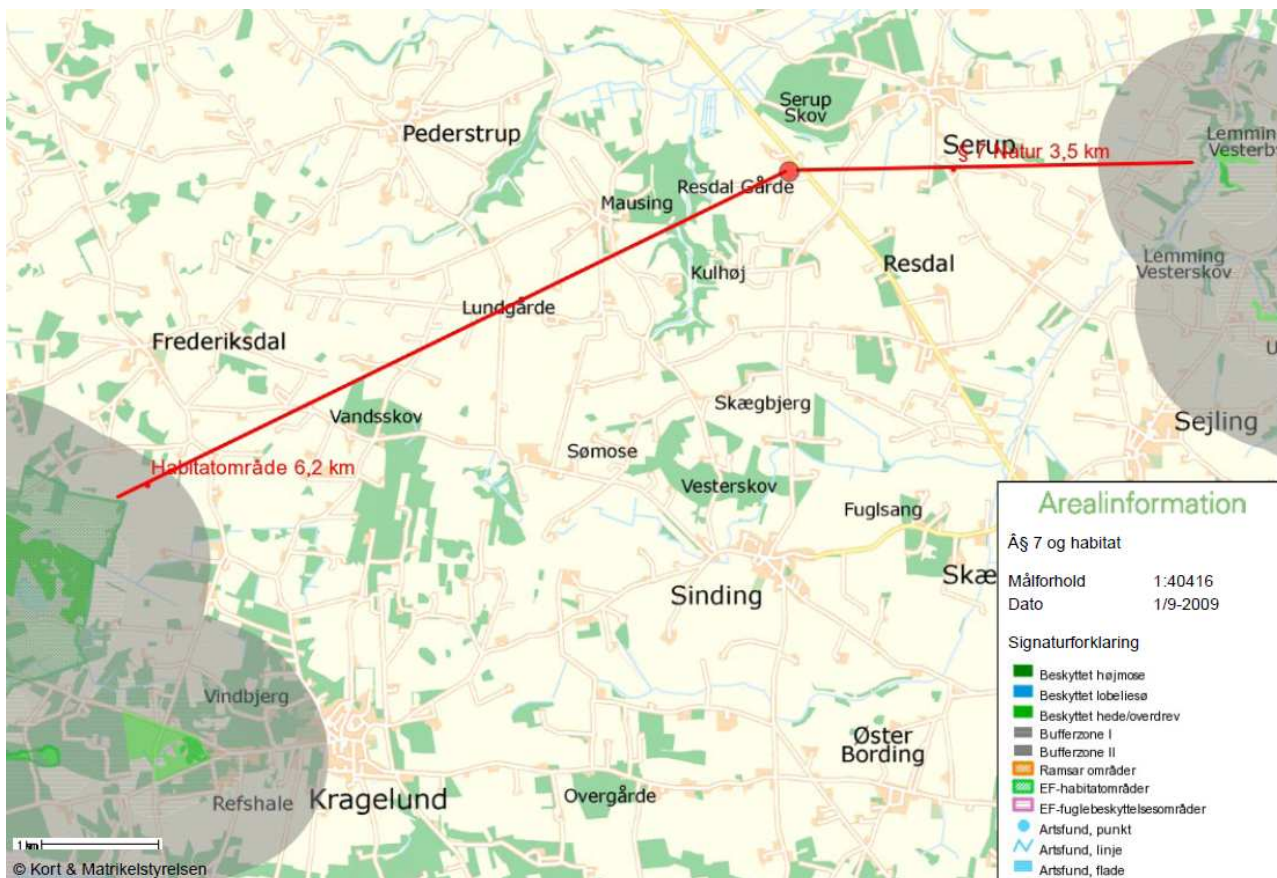 Serup
Skov
Pederstrup
Serup
Lemming
Vesterby
§ 7 Natur 3,5 km
Resdal Gårde
Mausing
Lemming
Vesterskov
Resdal
Kulhøj
Lundgårde
Frederiksdal
Skægbjerg
Vandsskov
Sejling
Sømose
Habitatområde 6,2 km
Vesterskov
Fuglsang
Sinding
Skæ
Vindbjerg
Øster
Bording
Refshale
Kragelund
Overgårde
1 km
© Kort & Matrikelstyrelsen
Arealinformation
Â§ 7 og habitat
Målforhold 1:40416
Dato 1/9-2009
Signaturforklaring
Beskyttet højmose
Beskyttet lobeliesø
Beskyttet hede/overdrev
Bufferzone I
Bufferzone II
Ramsar områder
EF-habitatområder
EF-fuglebeskyttelsesområder
Artsfund, punkt
Artsfund, linje
Artsfund, flade